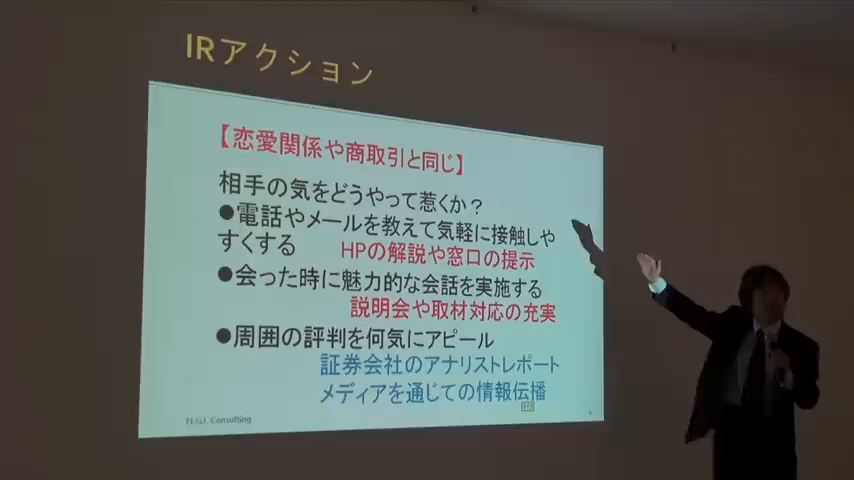 IRアクション
【恋愛関係や商取引と同じ】
相手の気をどうやって惹くか？
●電話やメールを教えて気軽に接触しや
すくする　HPの解説や窓口の提示
●会った時に魅力的な会話を実施する
説明会や取材対応の充実
●周囲の評判を何気にアピール
証券会社のアナリストレポート
メディアを通じての情報伝播
Consulting